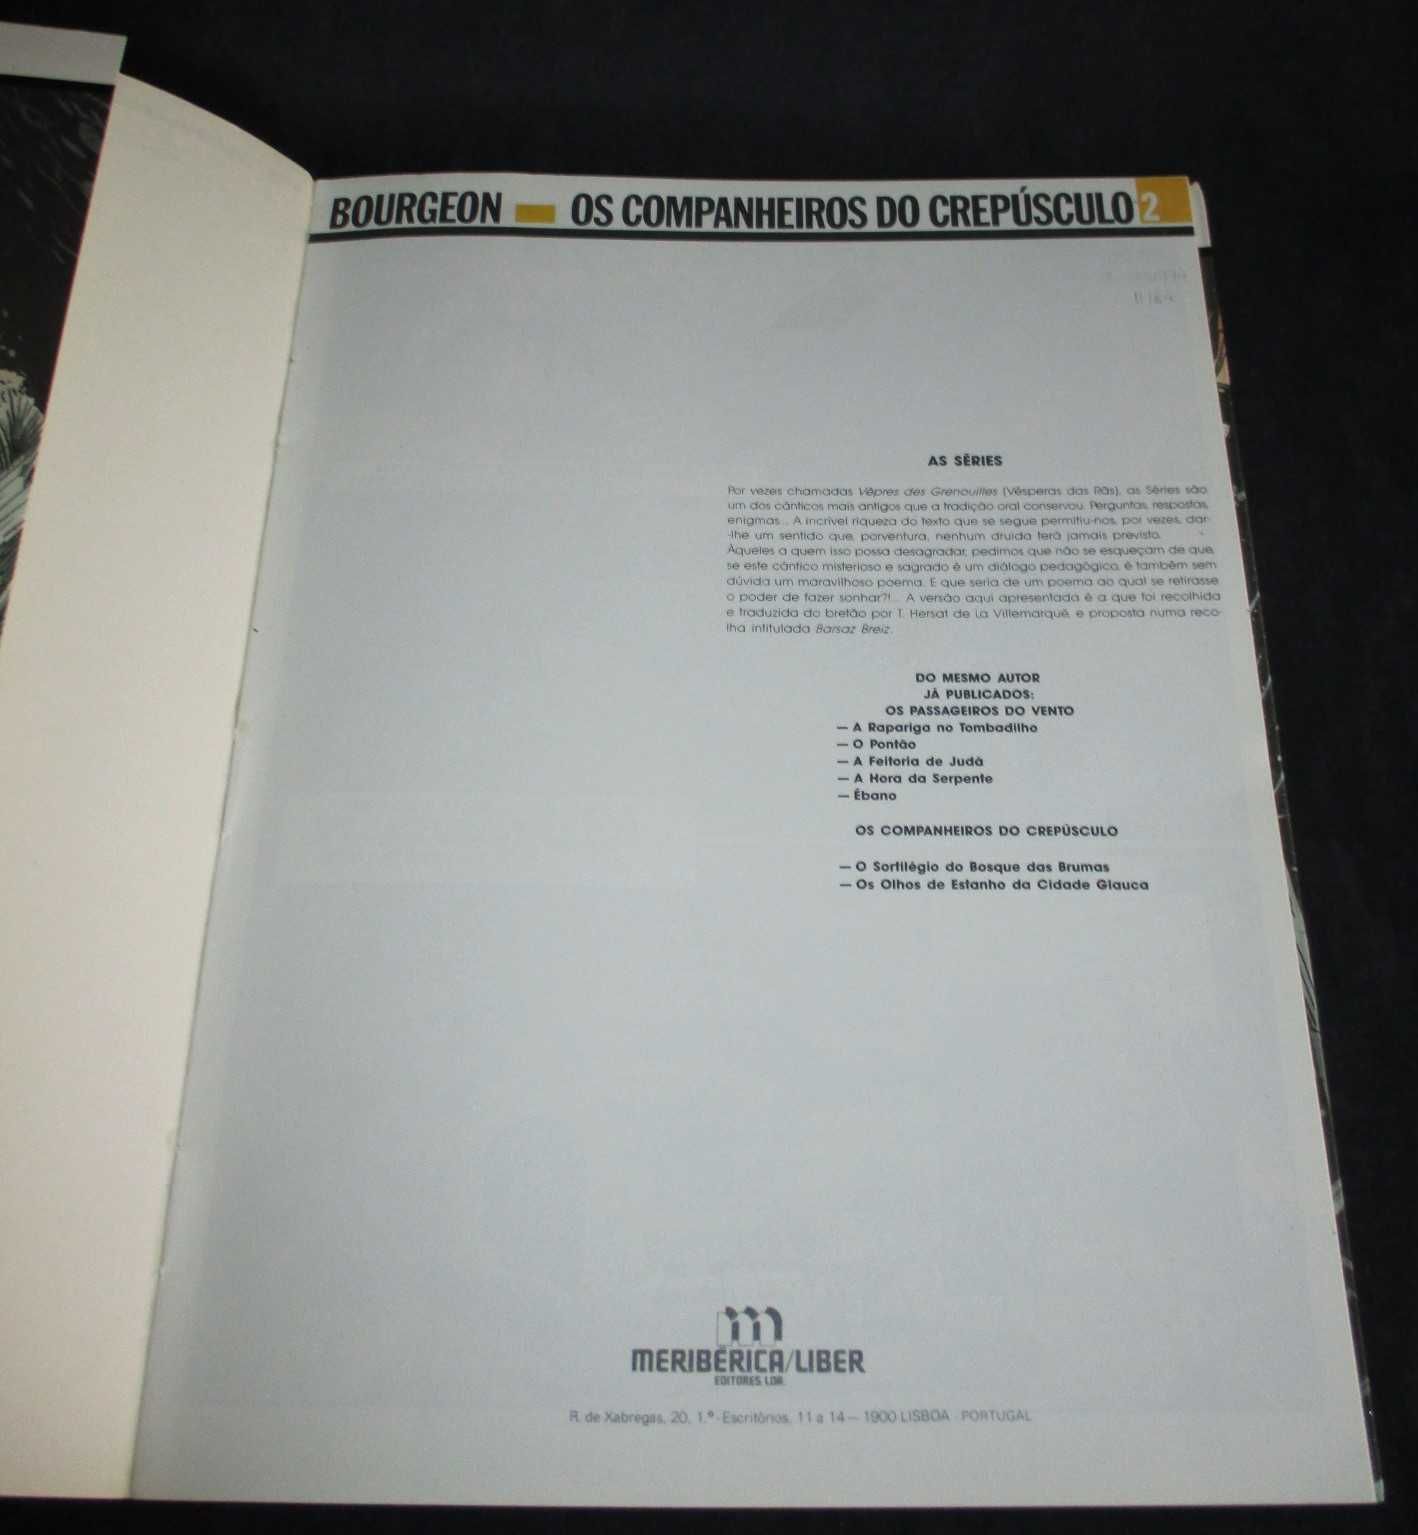 BOURGEON — OS COMPANHEIROS DO CREPÚSCULO 2
AS SÉRIES
Por vezes chamadas Vêpres des Grenouilles (Vésperas das Rãs), as Séries são
um dos cânticos mais antigos que a tradição oral conservou. Perguntas, respostas,
enigmas... A incrível riqueza do texto que se segue permitiu-nos, por vezes, dar-
-lhe um sentido que, porventura, nenhum druida terá jamais previsto.
Àqueles a quem isso possa desagradar, pedimos que não se esqueçam de que,
se este cântico misterioso e sagrado é um diálogo pedagógico, é também sem
dúvida um maravilhoso poema. E que seria de um poema ao qual se retirasse
o poder de fazer sonhar?!... A versão aqui apresentada é a que foi recolhida
e traduzida do bretão por T. Hersat de La Villemarqué, e proposta numa reco-
lha intitulada Barsaz Breiz.
DO MESMO AUTOR
JÁ PUBLICADOS:
OS PASSAGEIROS DO VENTO
— A Rapariga no Tombadilho
— O Pontão
— A Feitoria de Judá
— A Hora da Serpente
— Ébano
OS COMPANHEIROS DO CREPÚSCULO
— O Sortilégio do Bosque das Brumas
— Os Olhos de Estanho da Cidade Glauca
m
MERIBÉRICA/LIBER
EDITORES, LDA.
R. de Xabregas, 20, 1.º - Escritórios, 11 a 14 — 1900 LISBOA - PORTUGAL